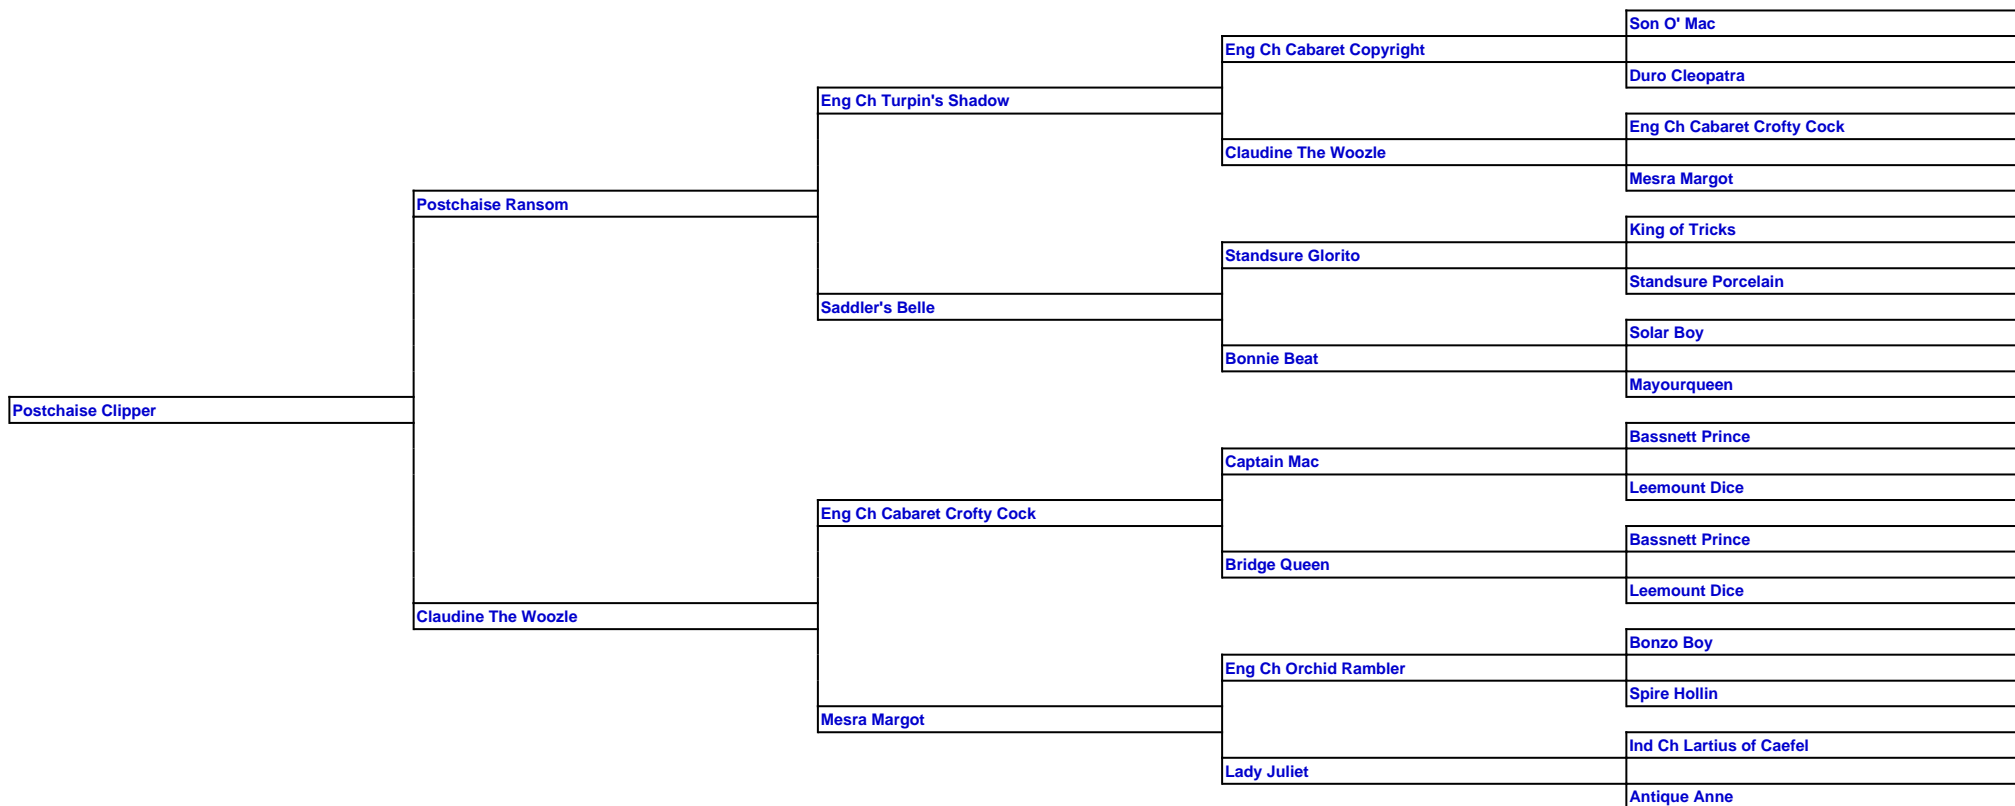 Son O' Mac
Eng Ch Cabaret Copyright
Duro Cleopatra
Eng Ch Turpin's Shadow
Eng Ch Cabaret Crofty Cock
Claudine The Woozle
Mesra Margot
Postchaise Ransom
King of Tricks
Standsure Glorito
Standsure Porcelain
Saddler's Belle
Solar Boy
Bonnie Beat
Mayourqueen
Postchaise Clipper
Bassnett Prince
Captain Mac
Leemount Dice
Eng Ch Cabaret Crofty Cock
Bassnett Prince
Bridge Queen
Leemount Dice
Claudine The Woozle
Bonzo Boy
Eng Ch Orchid Rambler
Spire Hollin
Mesra Margot
Ind Ch Lartius of Caefel
Lady Juliet
Antique Anne